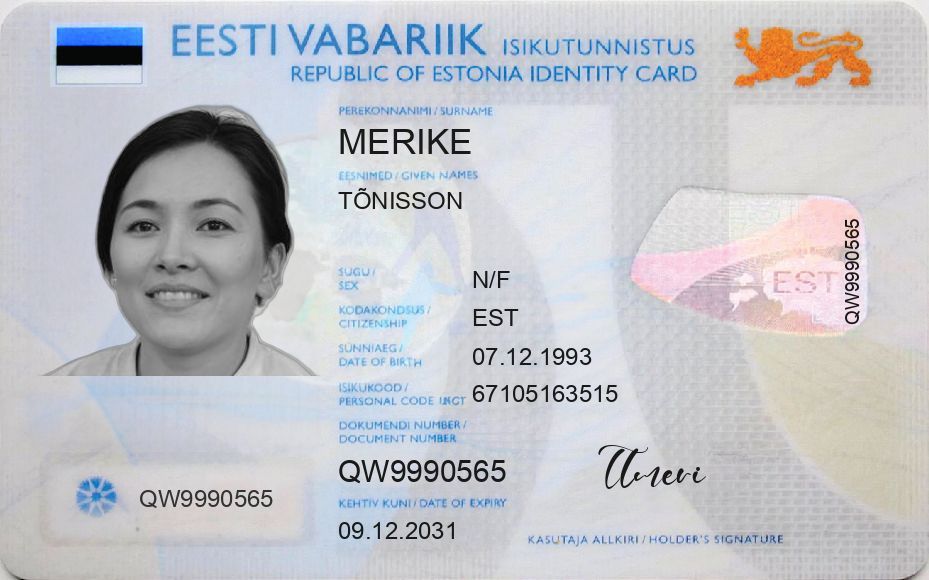 EESTI VABARIIK ISIKUTUNNISTUS
REPUBLIC OF ESTONIA IDENTITY CARD
PEREKONNANIMI / SURNAME
MERIKE
EESNIMED / GIVEN NAMES
TÕNISSON
SUGU /
SEX
N/F
KODAKONDSUS /
CITIZENSHIP
EST
SÜNNIAEG /
DATE OF BIRTH
07.12.1993
ISIKUKOOD /
PERSONAL CODE
67105163515
DOKUMENDI NUMBER /
DOCUMENT NUMBER
QW9990565
KEHTIV KUNI / DATE OF EXPIRY
09.12.2031
QW9990565
EST
QW9990565
KASUTAJA ALLKIRI / HOLDER'S SIGNATURE